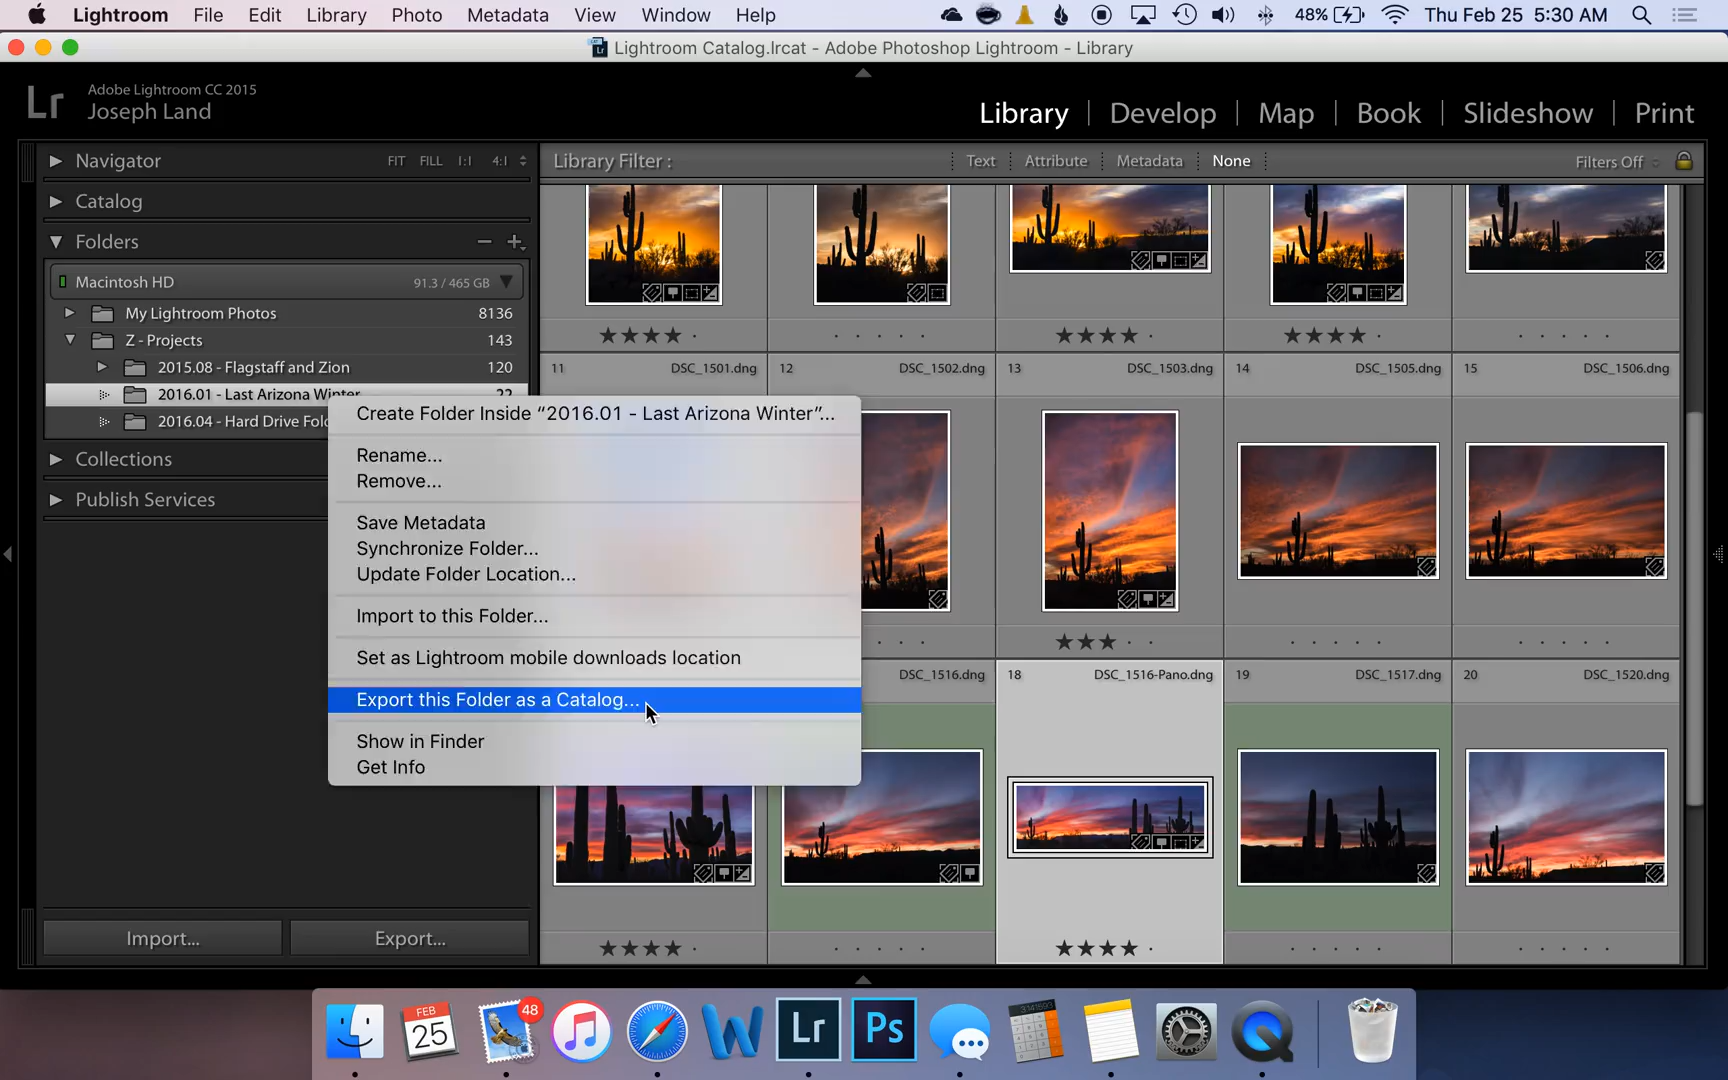 Lightroom File Edit Library Photo Metadata View Window Help 48% Thu Feb 25 5:30 AM
Lightroom Catalog.lrcat - Adobe Photoshop Lightroom - Library
Lr Adobe Lightroom CC 2015
Joseph Land
Library | Develop | Map | Book | Slideshow | Print
Navigator FIT FILL 1:1 4:1
Library Filter : Text Attribute Metadata None Filters Off
Catalog
Folders
Macintosh HD 91.3 / 465 GB
My Lightroom Photos 8136
Z - Projects 143
2015.08 - Flagstaff and Zion 120
2016.01 - Last Arizona Winter 22
2016.04 - Hard Drive Fol
Collections
Publish Services
11 DSC_1501.dng 12 DSC_1502.dng 13 DSC_1503.dng 14 DSC_1505.dng 15 DSC_1506.dng
Create Folder Inside “2016.01 - Last Arizona Winter”...
Rename...
Remove...
Save Metadata
Synchronize Folder...
Update Folder Location...
Import to this Folder...
Set as Lightroom mobile downloads location
Export this Folder as a Catalog...
Show in Finder
Get Info
DSC_1516.dng 18 DSC_1516-Pano.dng 19 DSC_1517.dng 20 DSC_1520.dng
Import... Export...
FEB
25
48
W
Lr
Ps